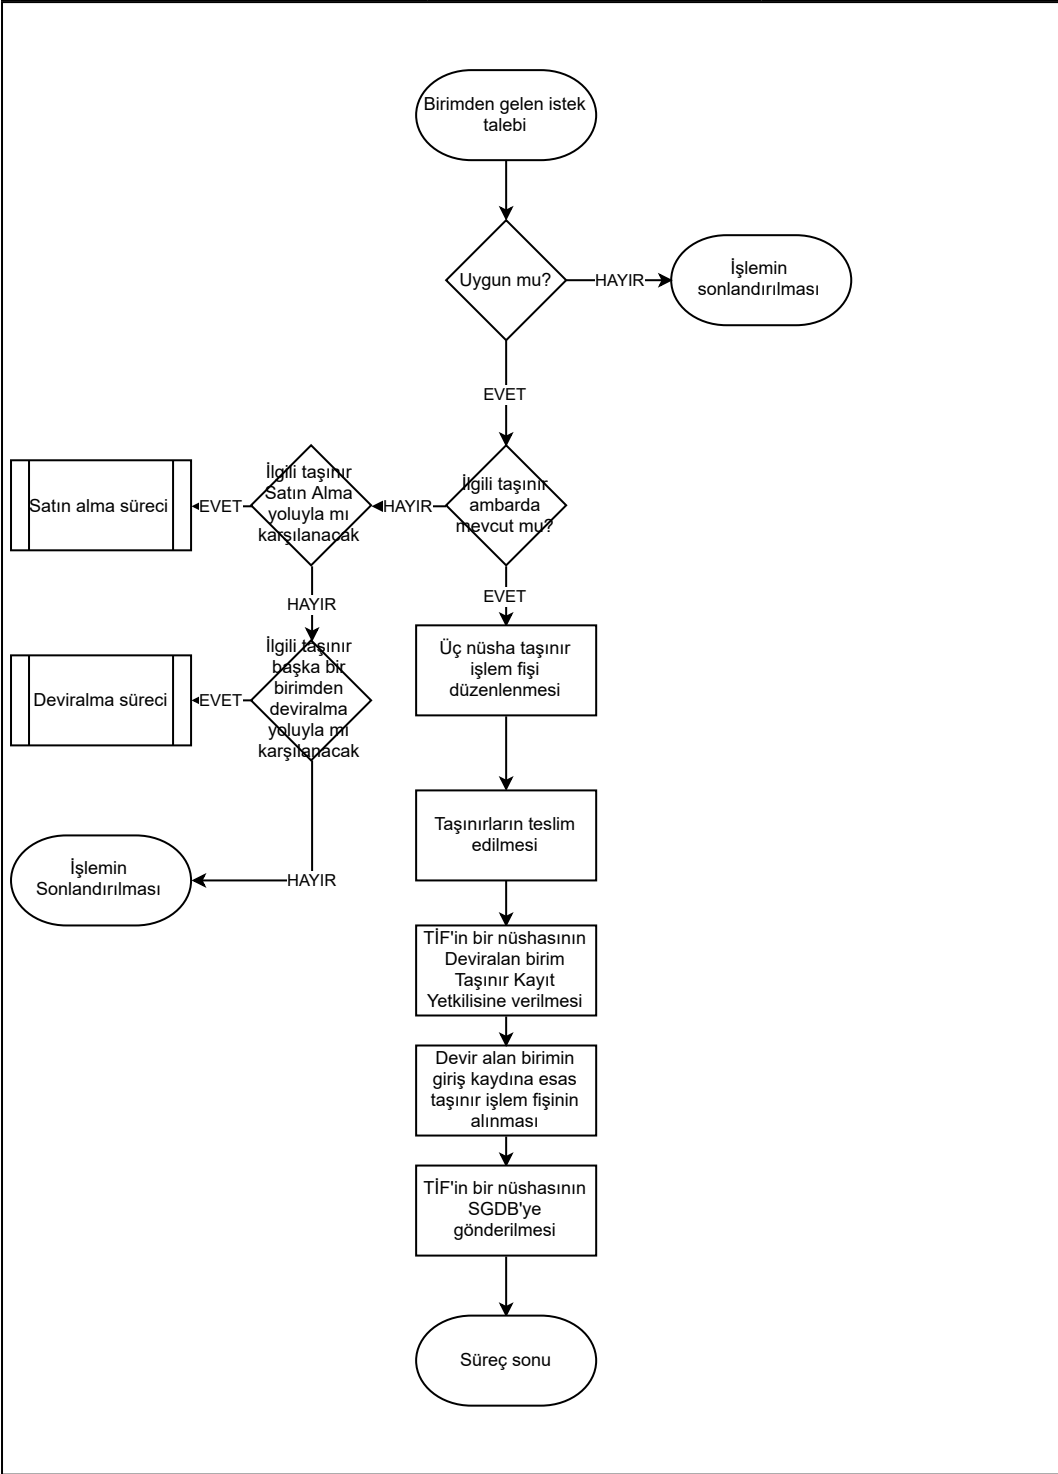 Birimden gelen istek
talebi
Uygun mu?
HAYIR
İşlemin
sonlandırılması
EVET
İlgili taşınır
ambarda
mevcut mu?
HAYIR
İlgili taşınır
Satın Alma
yoluyla mı
karşılanacak
EVET
Satın alma süreci
HAYIR
İlgili taşınır
başka bir
birimden
deviralma
yoluyla mı
karşılanacak
EVET
Deviralma süreci
HAYIR
İşlemin
Sonlandırılması
EVET
Üç nüsha taşınır
işlem fişi
düzenlenmesi
Taşınırların teslim
edilmesi
TİF'in bir nüshasının
Deviralan birim
Taşınır Kayıt
Yetkilisine verilmesi
Devir alan birimin
giriş kaydına esas
taşınır işlem fişinin
alınması
TİF'in bir nüshasının
SGDB'ye
gönderilmesi
Süreç sonu